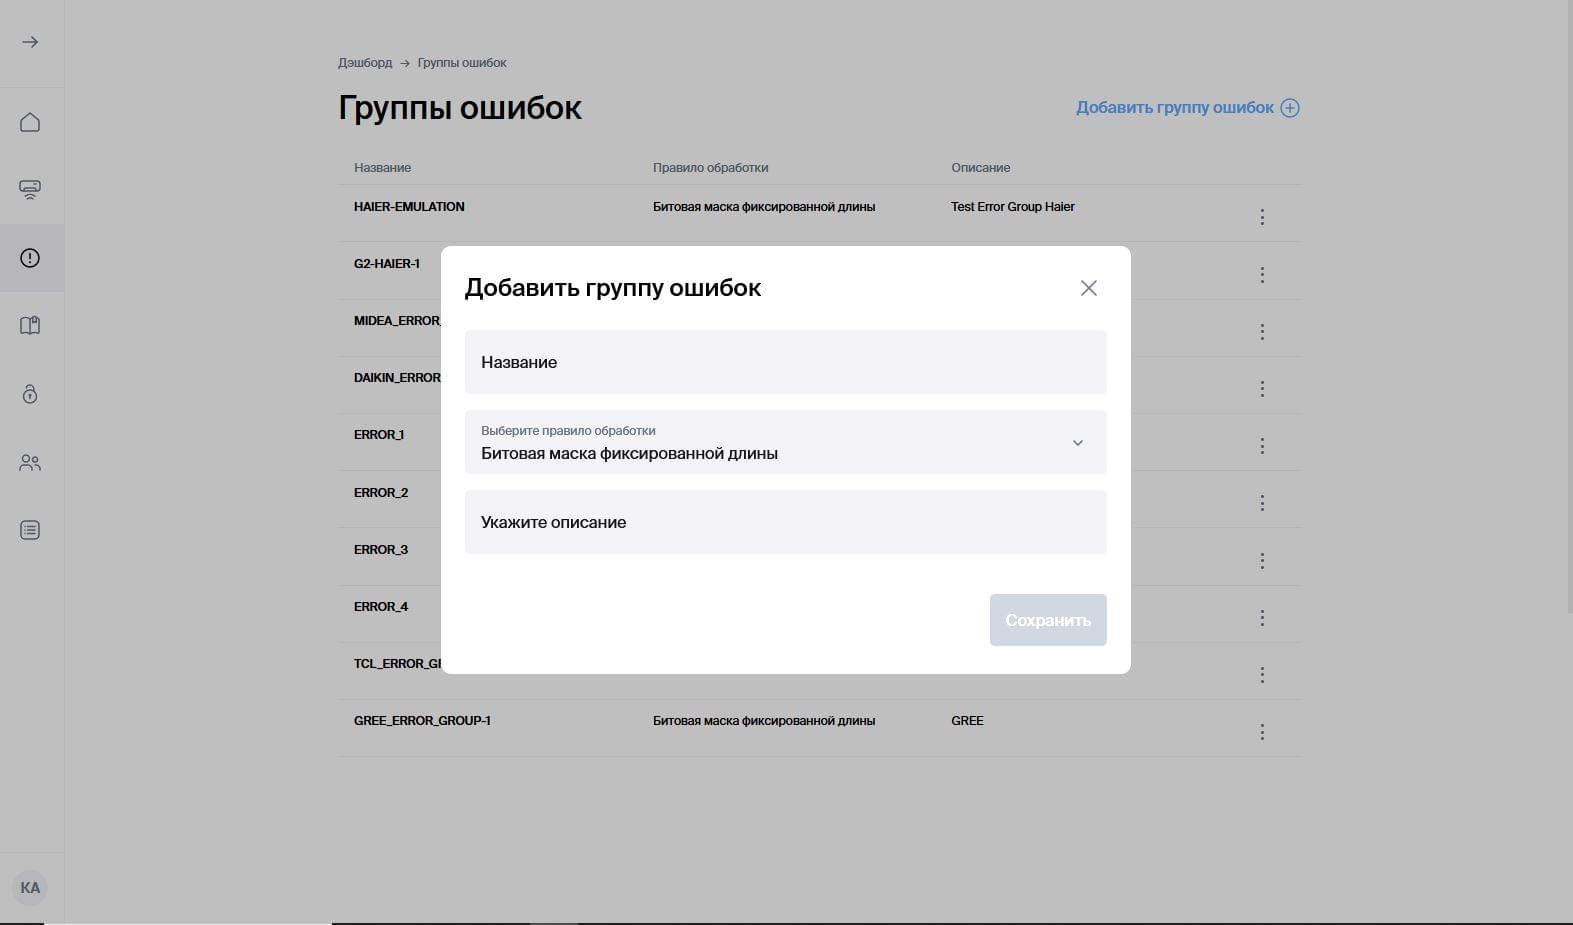 Дэшборд → Группы ошибок
Группы ошибок
Добавить группу ошибок
Название Правило обработки Описание
HAIER-EMULATION Битовая маска фиксированной длины Test Error Group Haier
G2-HAIER-1
MIDEA_ERROR_
DAIKIN_ERROR
ERROR_1
ERROR_2
ERROR_3
ERROR_4
TCL_ERROR_GR
GREE_ERROR_GROUP-1 Битовая маска фиксированной длины GREE
Добавить группу ошибок
Название
Выберите правило обработки
Битовая маска фиксированной длины
Укажите описание
Сохранить
KA